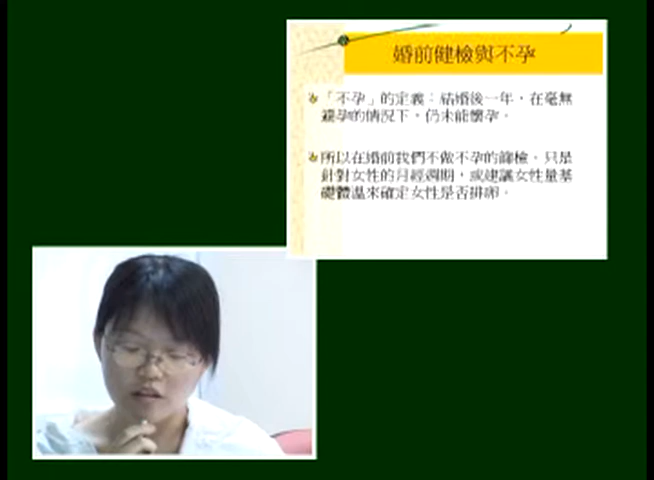 婚前健檢與不孕
「不孕」的定義：結婚後一年，在毫無
避孕的情況下，仍未能懷孕。
所以在婚前我們不做不孕的篩檢。只是
針對女性的月經週期，或建議女性量基
礎體溫來確定女性是否排卵。